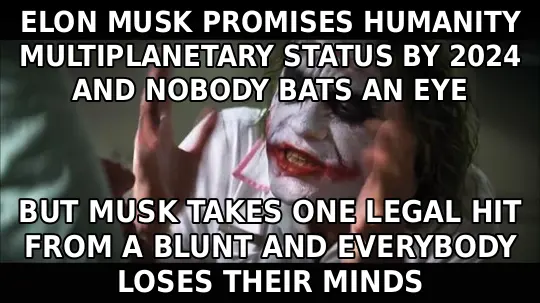 ELON MUSK PROMISES HUMANITY
MULTIPLANETARY STATUS BY 2024
AND NOBODY BATS AN EYE
BUT MUSK TAKES ONE LEGAL HIT
FROM A BLUNT AND EVERYBODY
LOSES THEIR MINDS